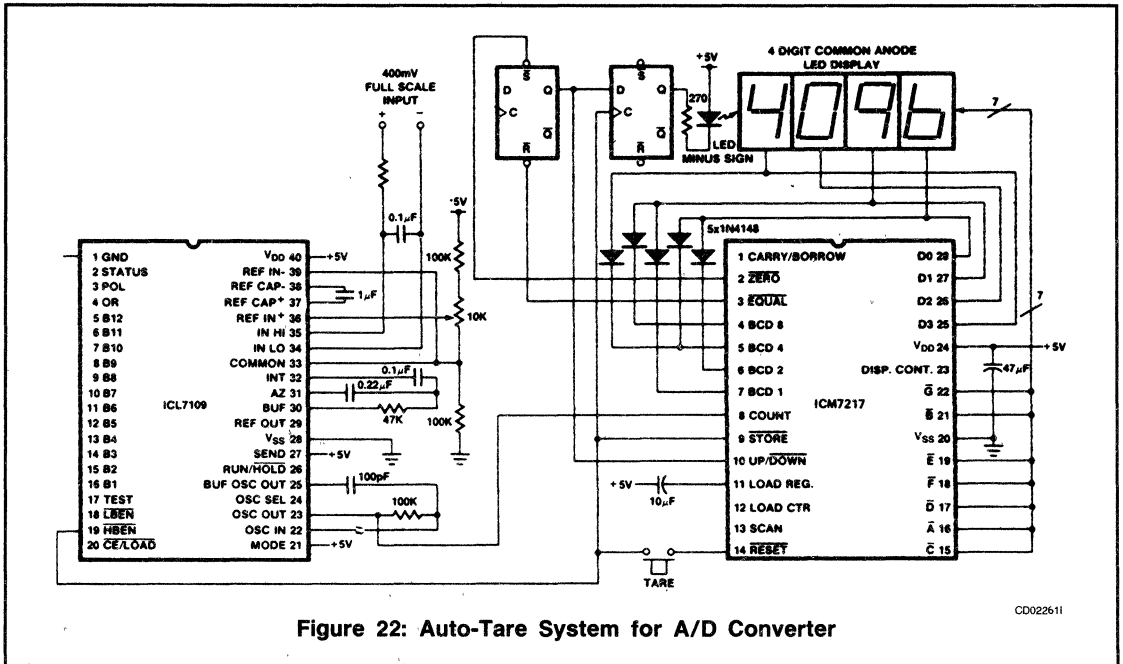 400mV
FULL SCALE
INPUT
+ -
0.1μF
+5V
100K
10K
100K
1μF
0.1μF
0.22μF
47K
100pF
100K
+5V
+5V
+5V
1 GND
2 STATUS
3 POL
4 OR
5 B12
6 B11
7 B10
8 B9
9 B8
10 B7
11 B6
12 B5
13 B4
14 B3
15 B2
16 B1
17 TEST
18 LBEN
19 HBEN
20 CE/LOAD
ICL7109
VDD 40
REF IN- 39
REF CAP- 38
REF CAP+ 37
REF IN+ 36
IN HI 35
IN LO 34
COMMON 33
INT 32
AZ 31
BUF 30
REF OUT 29
VSS 28
SEND 27
RUN/HOLD 26
BUF OSC OUT 25
OSC SEL 24
OSC OUT 23
OSC IN 22
MODE 21
S
D Q
C
Q
R
S
D Q
C
Q
R
+5V
270
LED
MINUS SIGN
4 DIGIT COMMON ANODE
LED DISPLAY
4096
7
5x1N4148
1 CARRY/BORROW
2 ZERO
3 EQUAL
4 BCD 8
5 BCD 4
6 BCD 2
7 BCD 1
8 COUNT
9 STORE
10 UP/DOWN
11 LOAD REG.
12 LOAD CTR
13 SCAN
14 RESET
ICM7217
D0 28
D1 27
D2 26
D3 25
VDD 24
DISP. CONT. 23
G 22
B 21
VSS 20
E 19
F 18
D 17
A 16
C 15
7
+5V
47μF
+5V
10μF
TARE
CD02261I
Figure 22: Auto-Tare System for A/D Converter